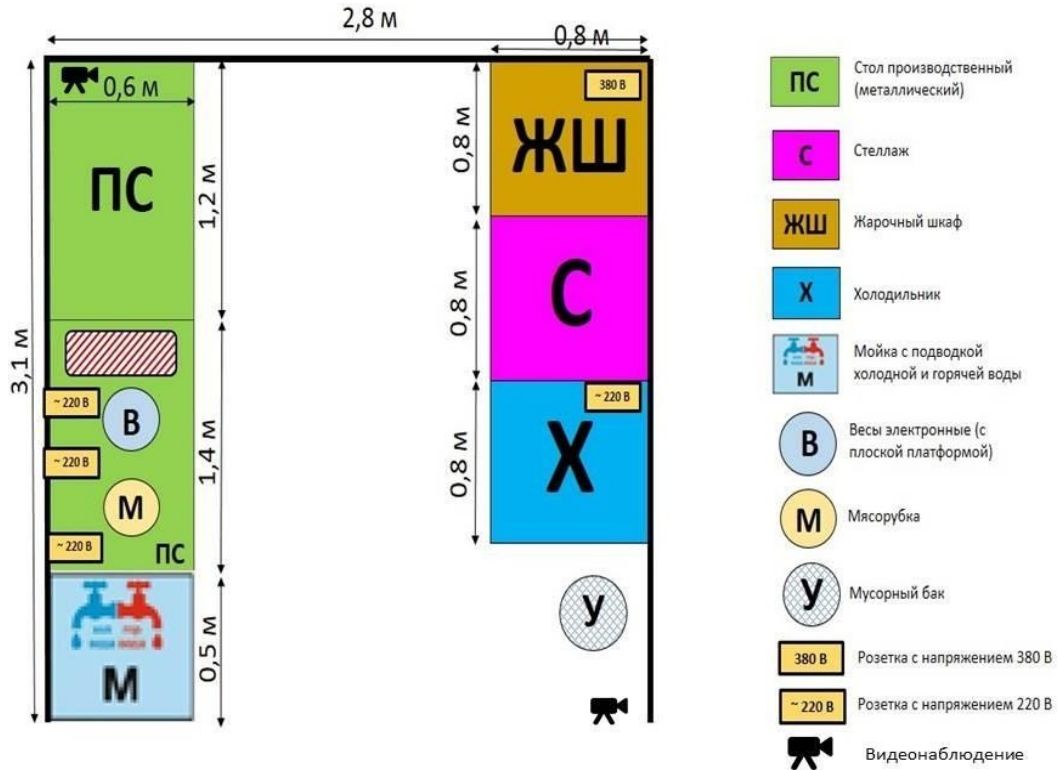 2,8 м
0,8 м
0,6 м
380 В
ПС
ЖШ
1,2 м
0,8 м
С
0,8 м
3,1 м
~ 220 В
В
~ 220 В
1,4 м
~ 220 В
Х
0,8 м
М
~ 220 В
ПС
У
0,5 м
М
ПС
Стол производственный
(металлический)
С
Стеллаж
ЖШ
Жарочный шкаф
Х
Холодильник
М
Мойка с подводкой
холодной и горячей воды
В
Весы электронные (с
плоской платформой)
М
Мясорубка
У
Мусорный бак
380 В
Розетка с напряжением 380 В
~ 220 В
Розетка с напряжением 220 В
Видеонаблюдение